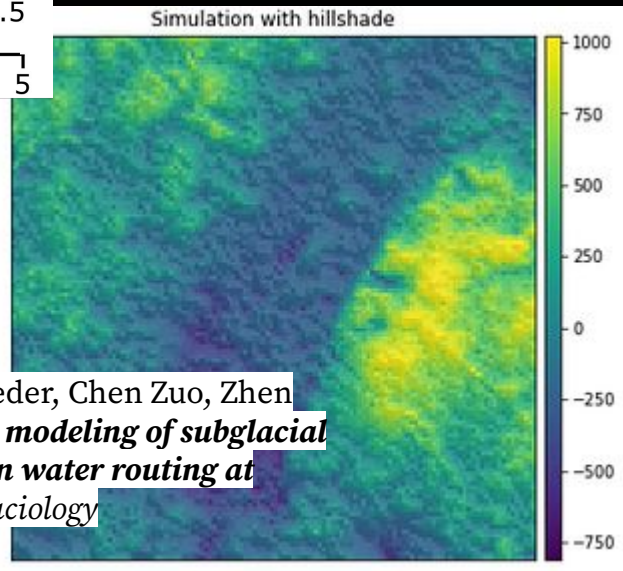 .5
5
Simulation with hillshade
1000
750
500
250
0
−250
−500
−750
eder, Chen Zuo, Zhen
modeling of subglacial
n water routing at
aciology